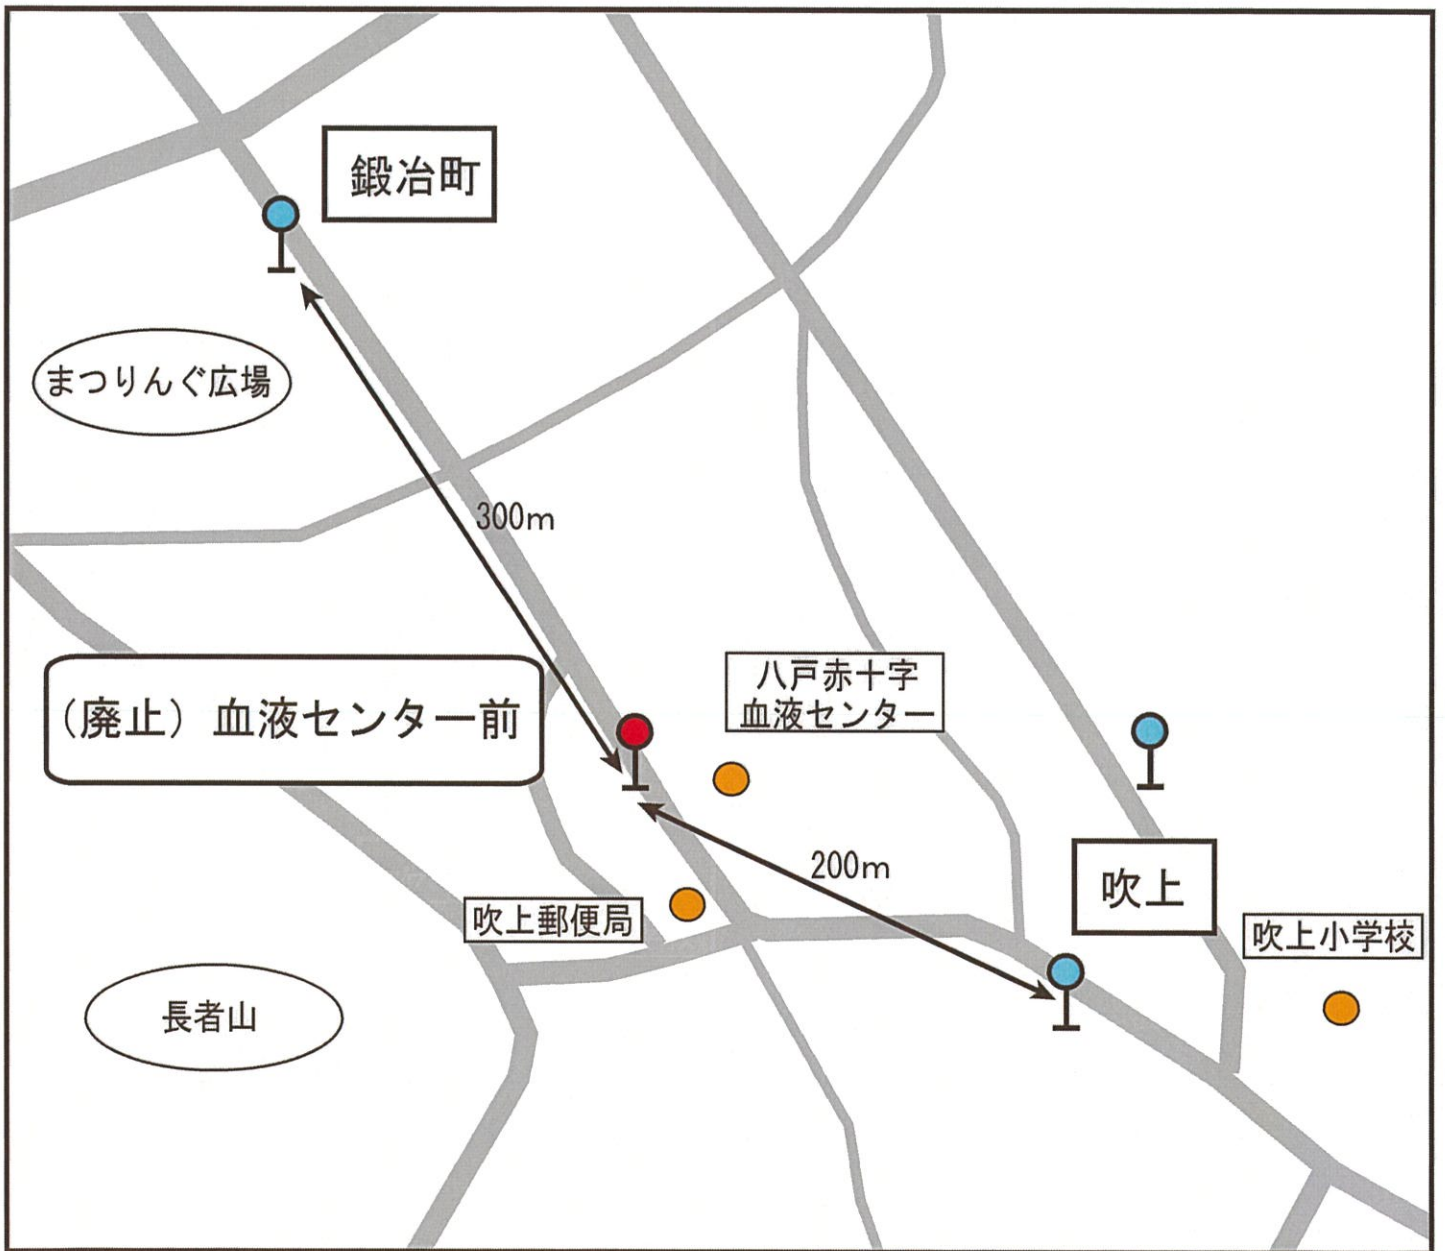 鍛冶町
まつりんぐ広場
300m
八戸赤十字
血液センター
（廃止）血液センター前
200m
吹上
吹上郵便局
吹上小学校
長者山